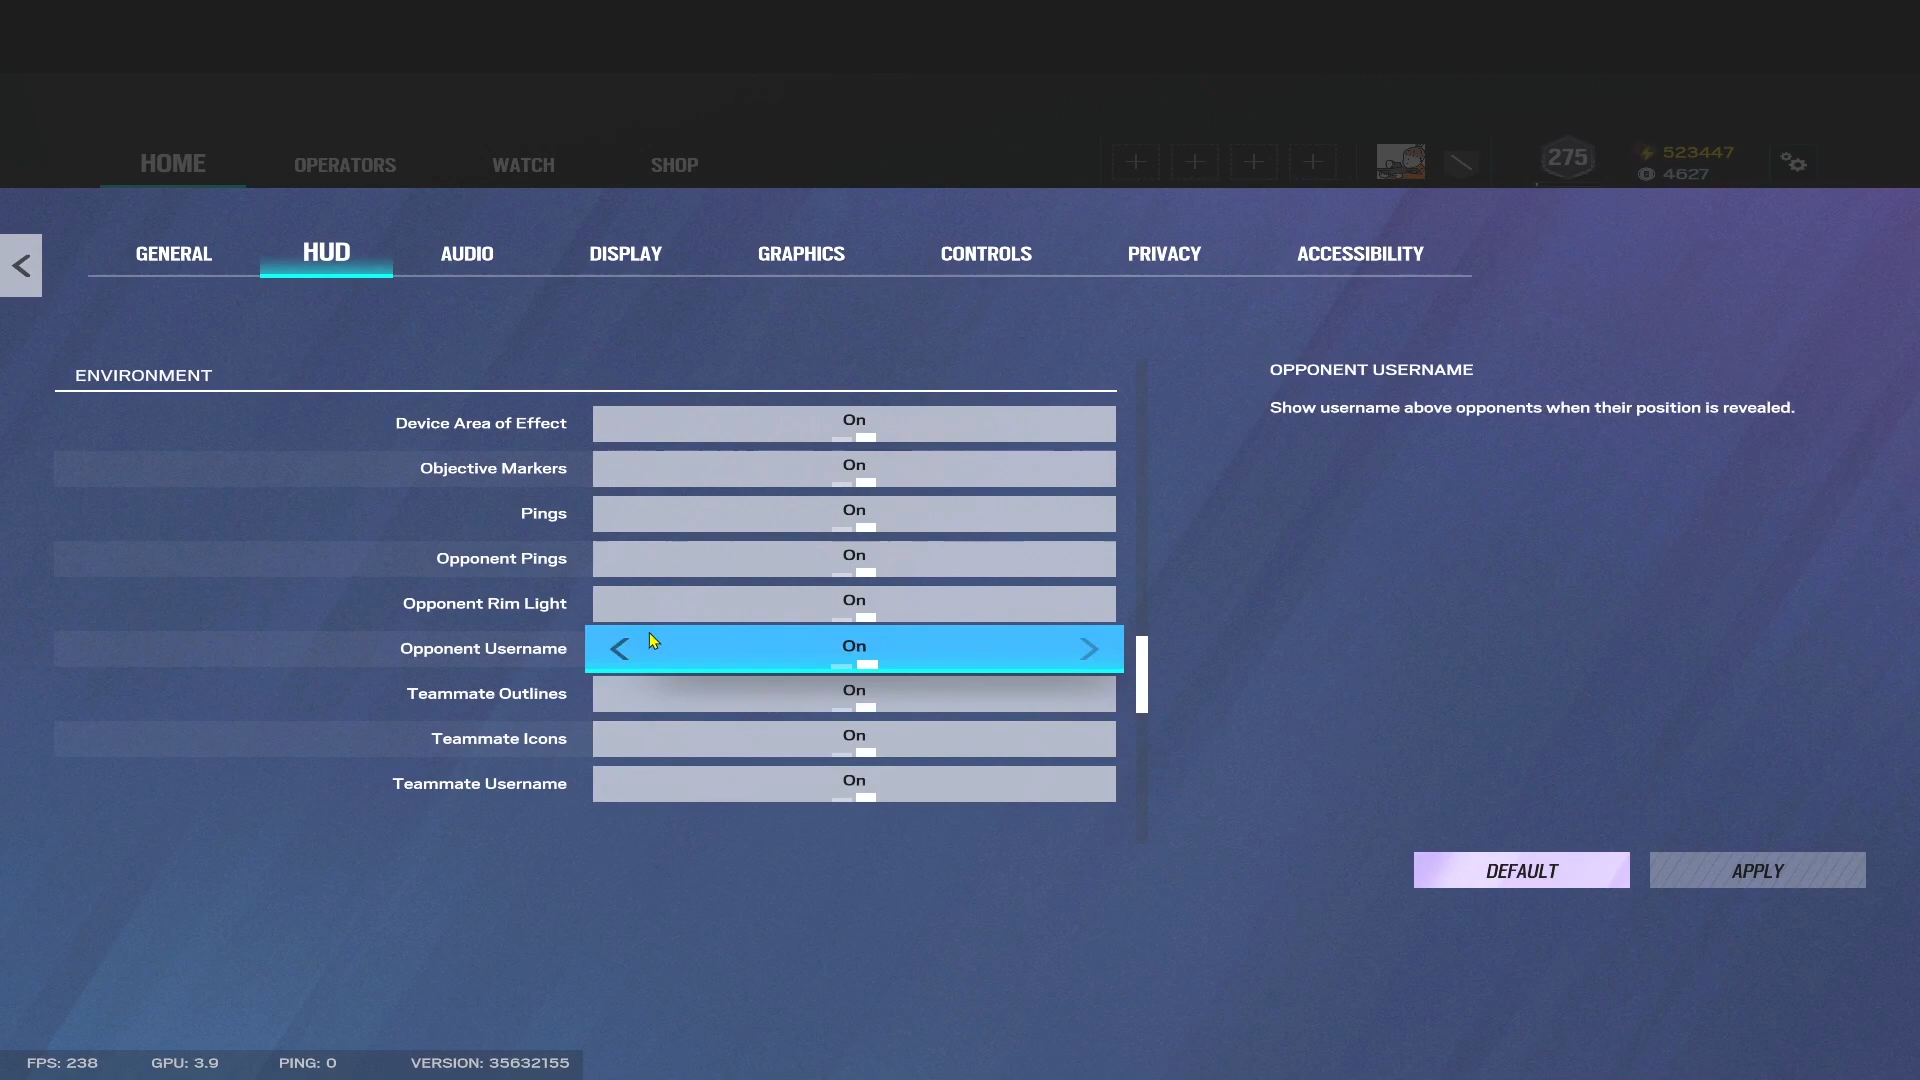 HOME OPERATORS WATCH SHOP 275 523447
4627
GENERAL HUD AUDIO DISPLAY GRAPHICS CONTROLS PRIVACY ACCESSIBILITY
ENVIRONMENT
Device Area of Effect On
Objective Markers On
Pings On
Opponent Pings On
Opponent Rim Light On
Opponent Username On
Teammate Outlines On
Teammate Icons On
Teammate Username On
OPPONENT USERNAME
Show username above opponents when their position is revealed.
DEFAULT APPLY
FPS: 238 GPU: 3.9 PING: 0 VERSION: 35632155